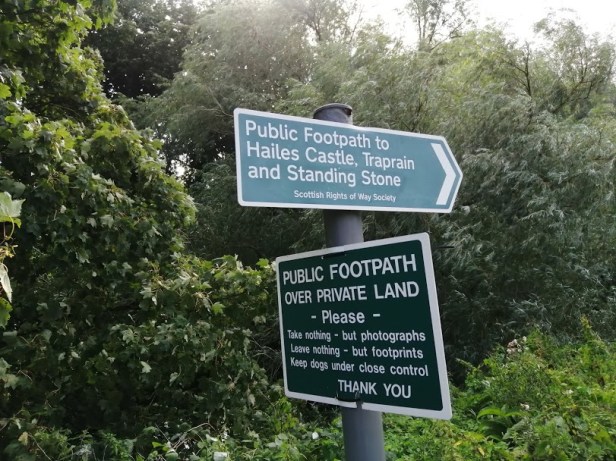 Public Footpath to
Hailes Castle, Traprain
and Standing Stone
Scottish Rights of Way Society
PUBLIC FOOTPATH
OVER PRIVATE LAND
- Please -
Take nothing - but photographs
Leave nothing - but footprints
Keep dogs under close control
THANK YOU